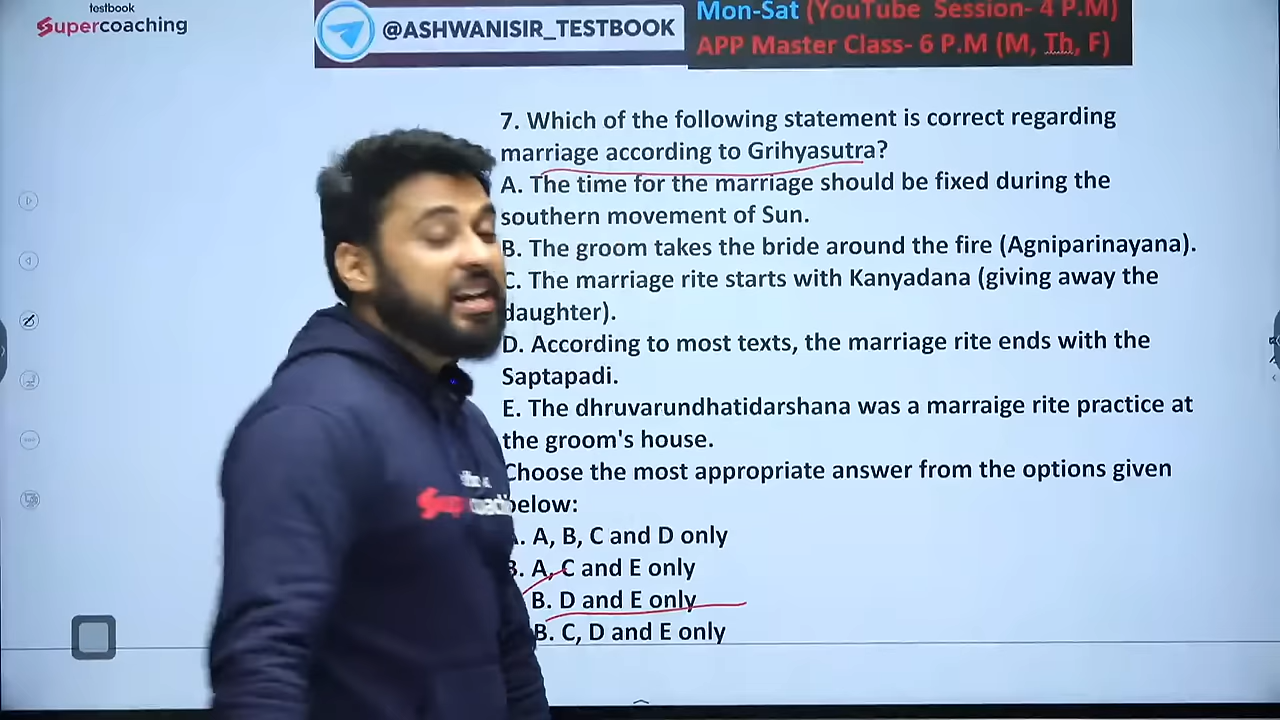 testbook
Supercoaching
@ASHWANISIR_TESTBOOK
Mon-Sat (YouTube Session- 4 P.M)
APP Master Class- 6 P.M (M, Th, F)
7. Which of the following statement is correct regarding
marriage according to Grihyasutra?
A. The time for the marriage should be fixed during the
southern movement of Sun.
B. The groom takes the bride around the fire (Agniparinayana).
C. The marriage rite starts with Kanyadana (giving away the
daughter).
D. According to most texts, the marriage rite ends with the
Saptapadi.
E. The dhruvarundhatidarshana was a marraige rite practice at
the groom's house.
Choose the most appropriate answer from the options given
below:
. A, B, C and D only
B. A, C and E only
B. D and E only
B. C, D and E only
Sup